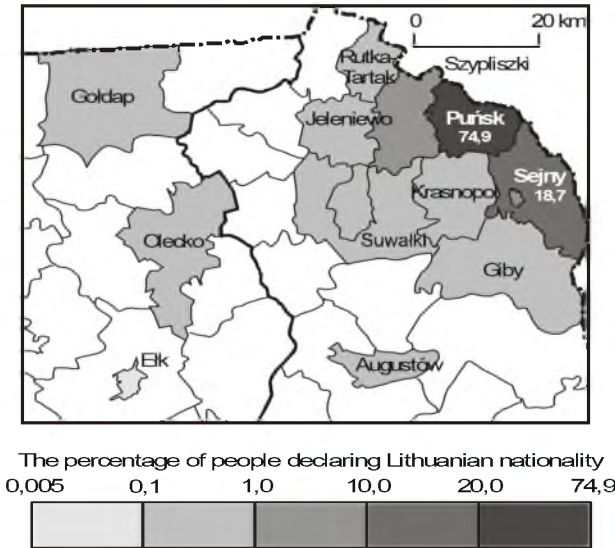 0 20 km
Rutka-
Tartak
Szypliszki
Gołdap
Jeleniewo
Puńsk
74,9
Sejny
18,7
Krasnopol
Olecko
Suwałki
Giby
Ełk
Augustów
The percentage of people declaring Lithuanian nationality
0,005 0,1 1,0 10,0 20,0 74,9